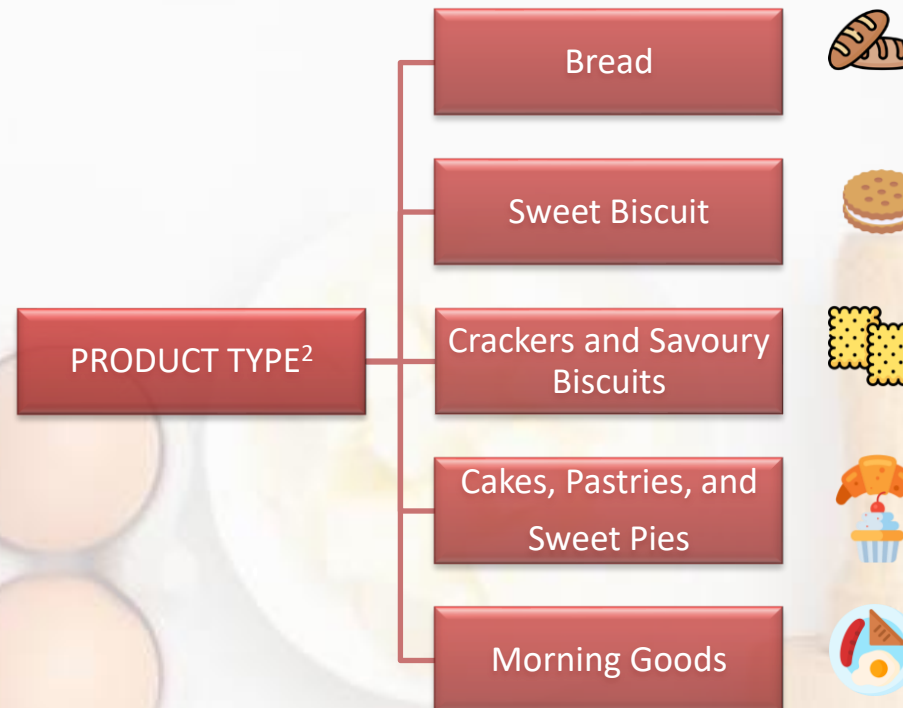 Bread
Sweet Biscuit
PRODUCT TYPE²
Crackers and Savoury
Biscuits
Cakes, Pastries, and
Sweet Pies
Morning Goods